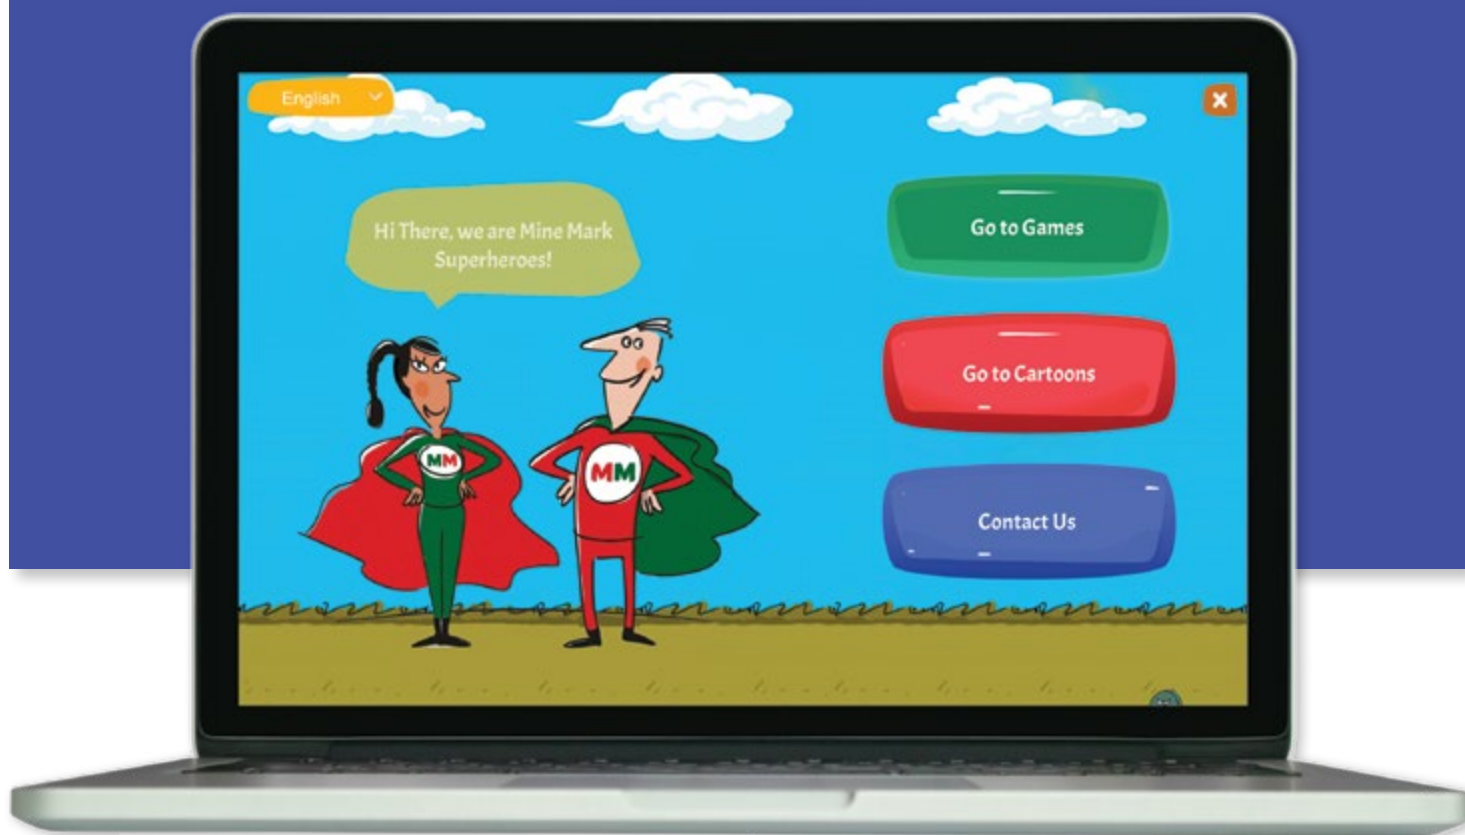 English
Hi There, we are Mine Mark
Superheroes!
MM
MM
Go to Games
Go to Cartoons
Contact Us